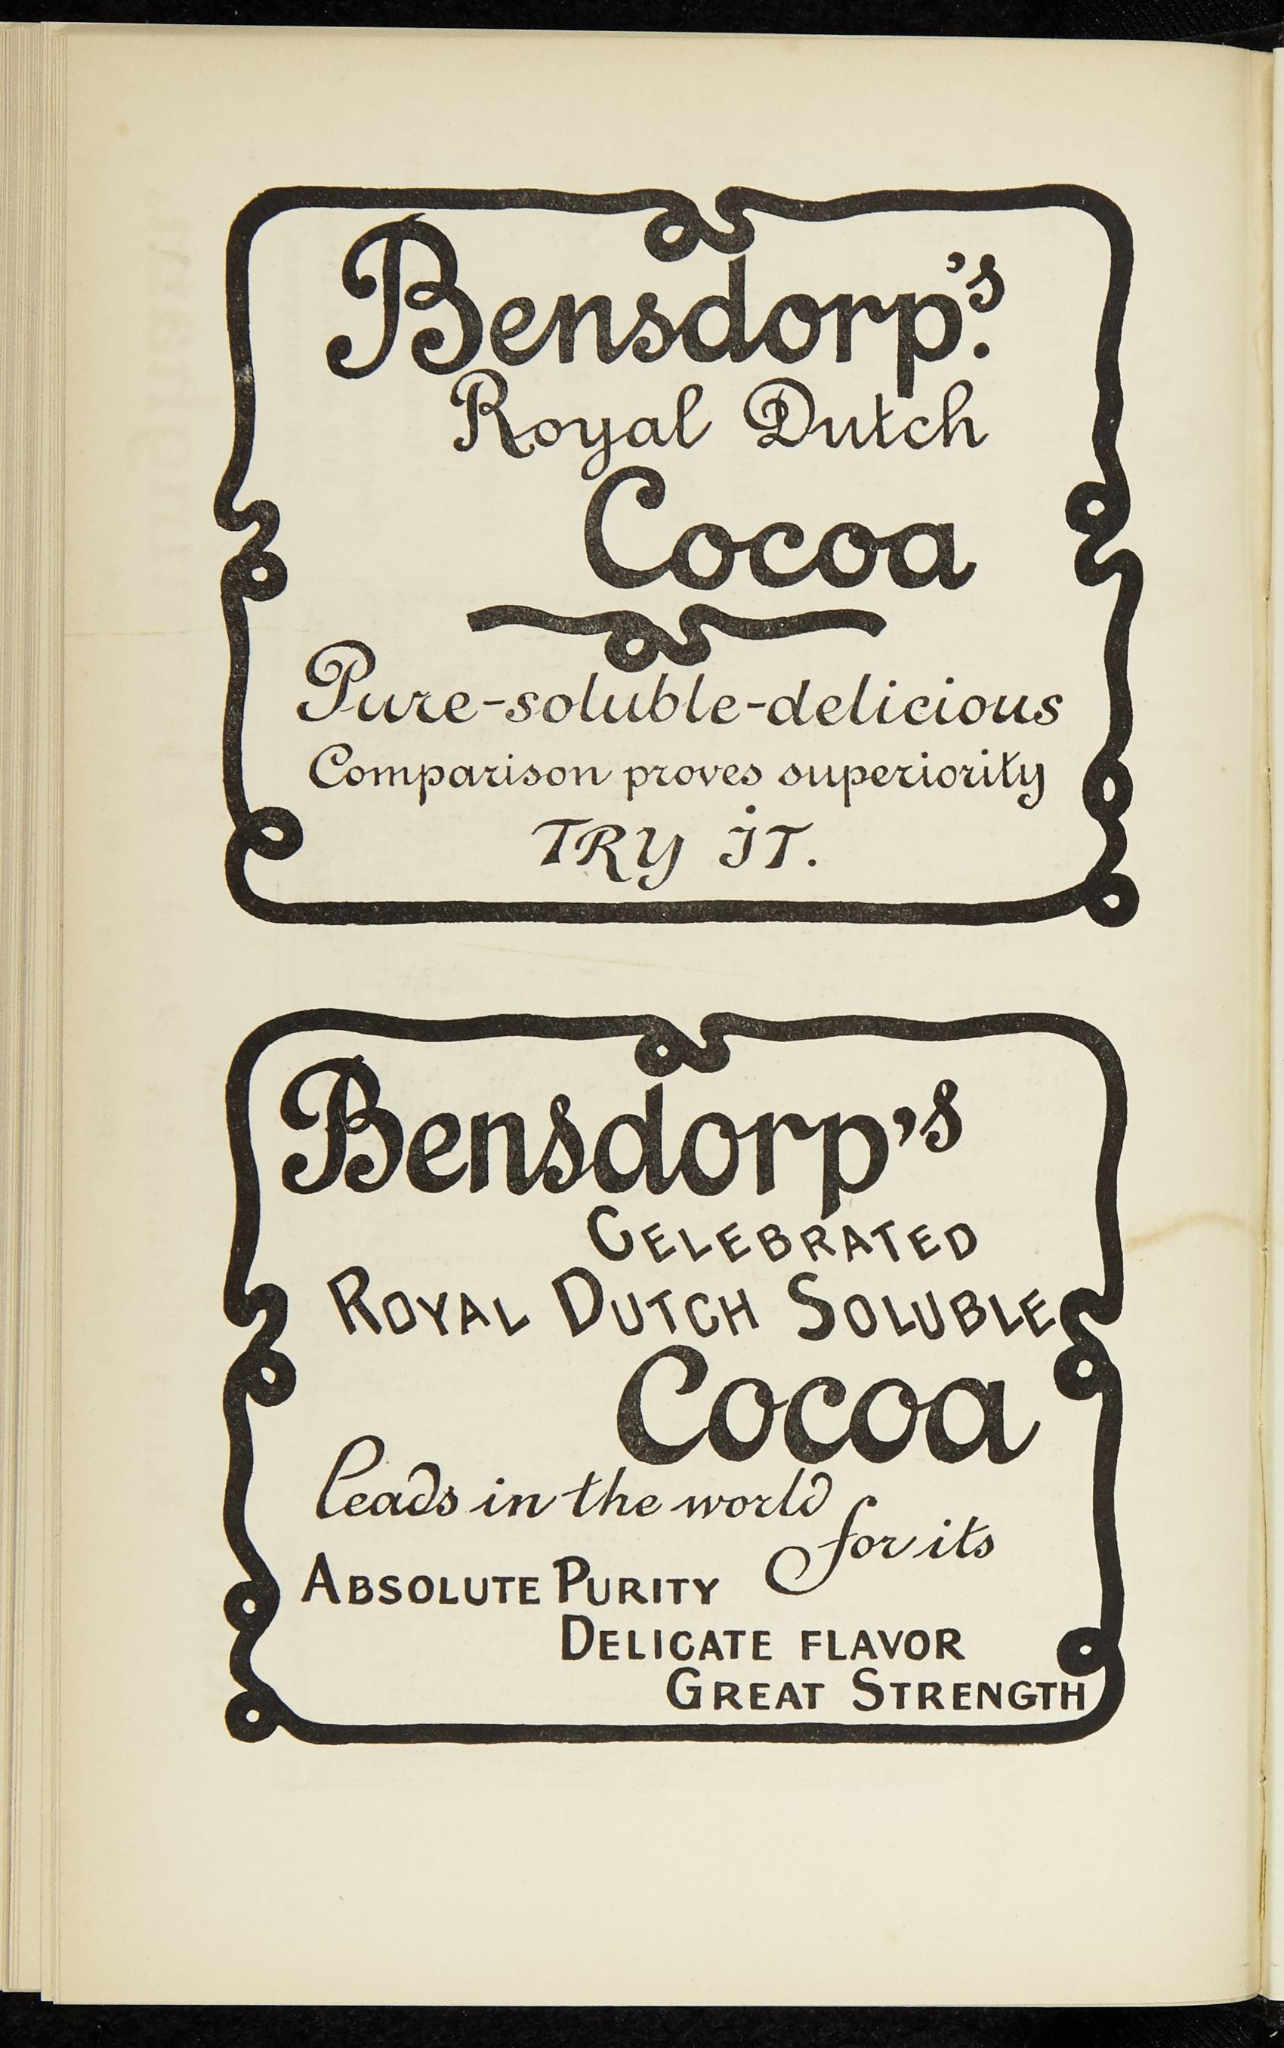 Bensdorp's.
Royal Dutch
Cocoa
Pure-soluble-delicious
Comparison proves superiority
TRY iT.
Bensdorp's
CELEBRATED
ROYAL DUTCH SOLUBLE
Cocoa
leads in the world
for its
ABSOLUTE PURITY
DELICATE FLAVOR
GREAT STRENGTH